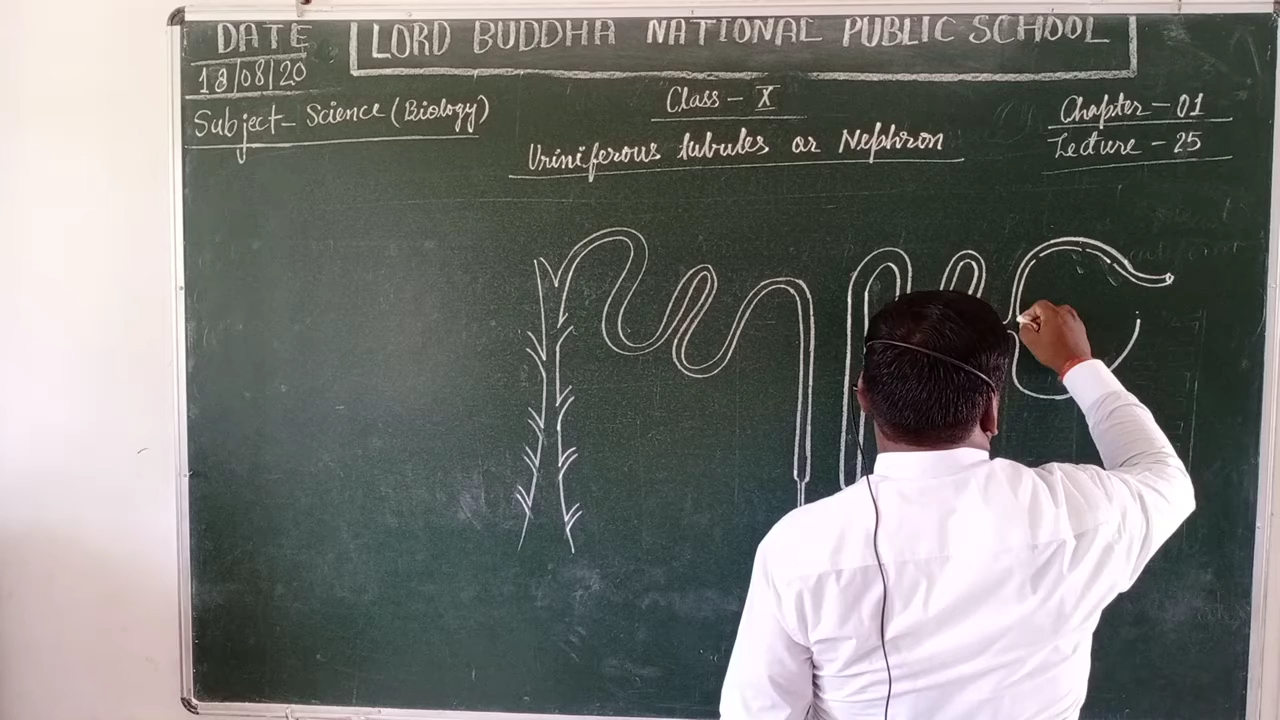 DATE
LORD BUDDHA NATIONAL PUBLIC SCHOOL
18/08/20
Subject- Science (Biology)
Class - X
Chapter - 01
Lecture - 25
Uriniferous tubules or Nephron